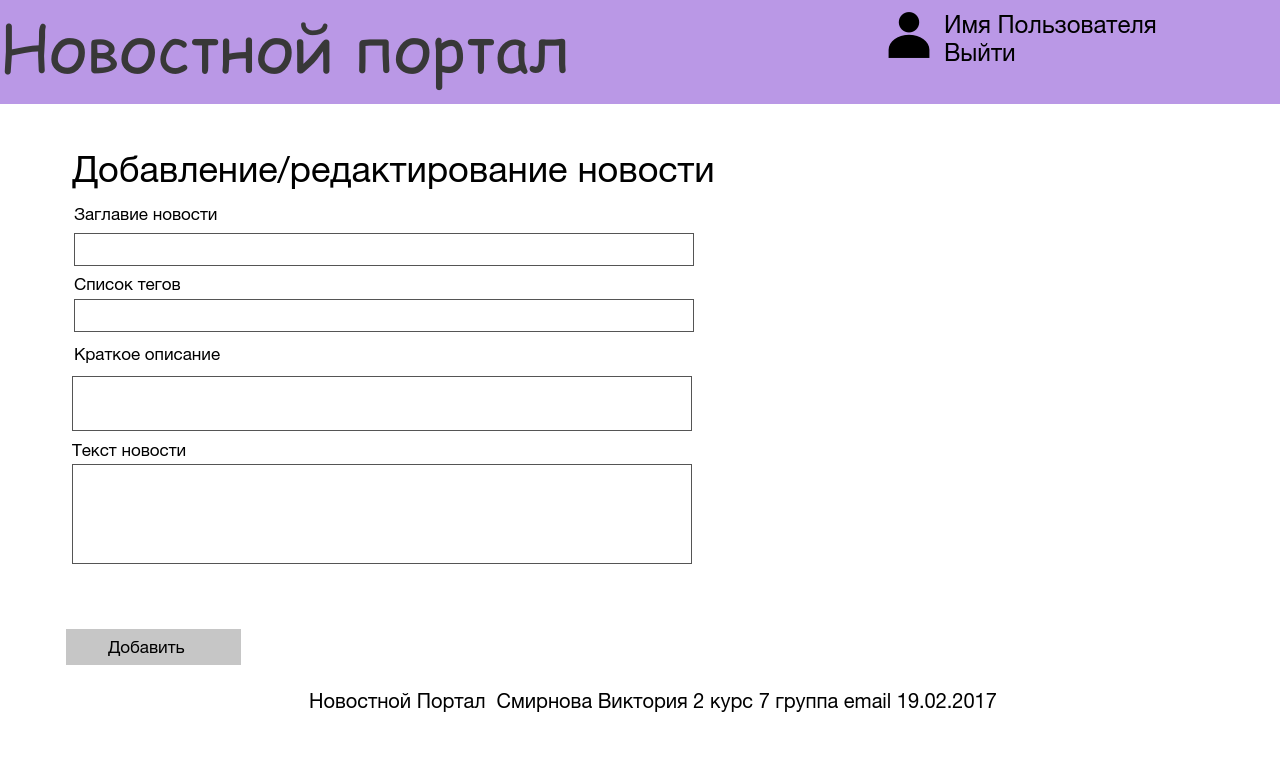 Новостной портал
Имя Пользователя
Выйти
Добавление/редактирование новости
Заглавие новости
Список тегов
Краткое описание
Текст новости
Добавить
Новостной Портал  Смирнова Виктория 2 курс 7 группа email 19.02.2017